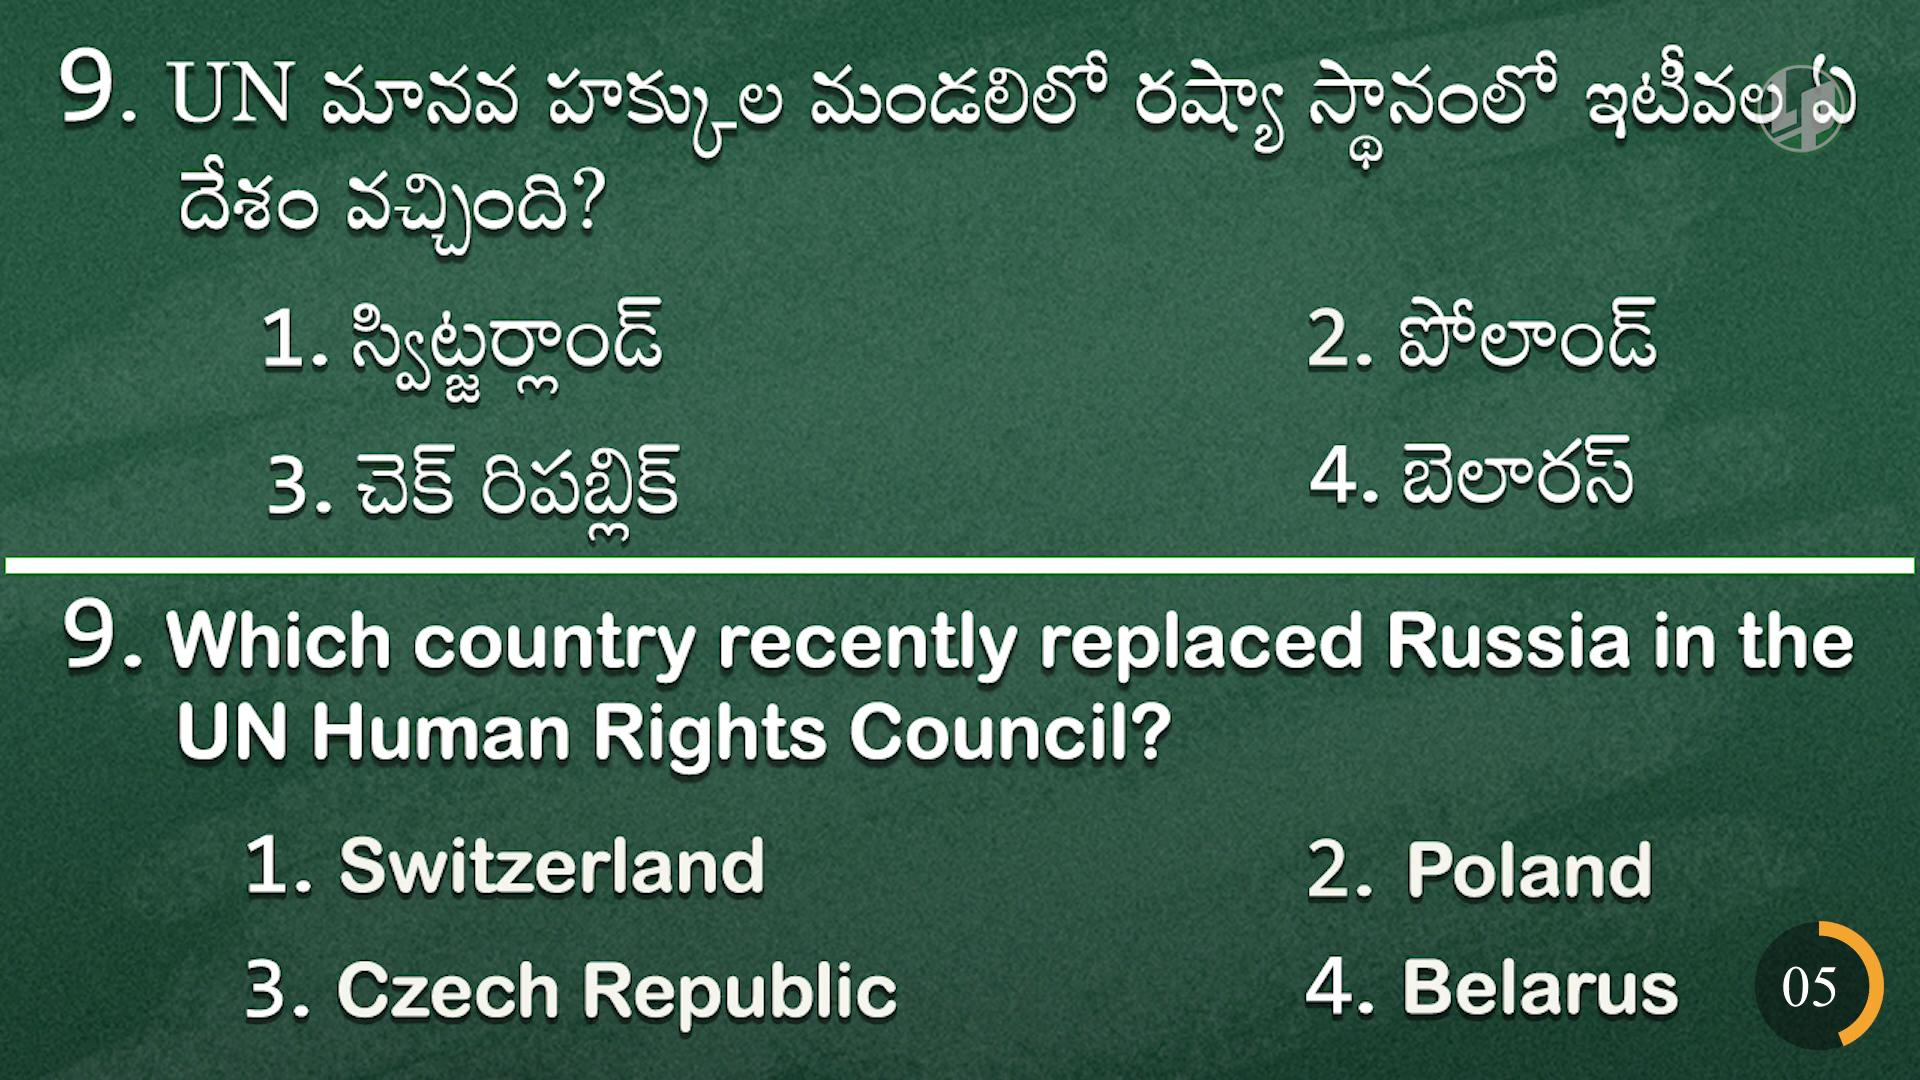 9. UN మానవ హక్కుల మండలిలో రష్యా స్థానంలో ఇటీవల ఏ
దేశం వచ్చింది?
1. స్విట్జర్లాండ్ 2. పోలాండ్
3. చెక్ రిపబ్లిక్ 4. బెలారస్
9. Which country recently replaced Russia in the
UN Human Rights Council?
1. Switzerland 2. Poland
3. Czech Republic 4. Belarus
05